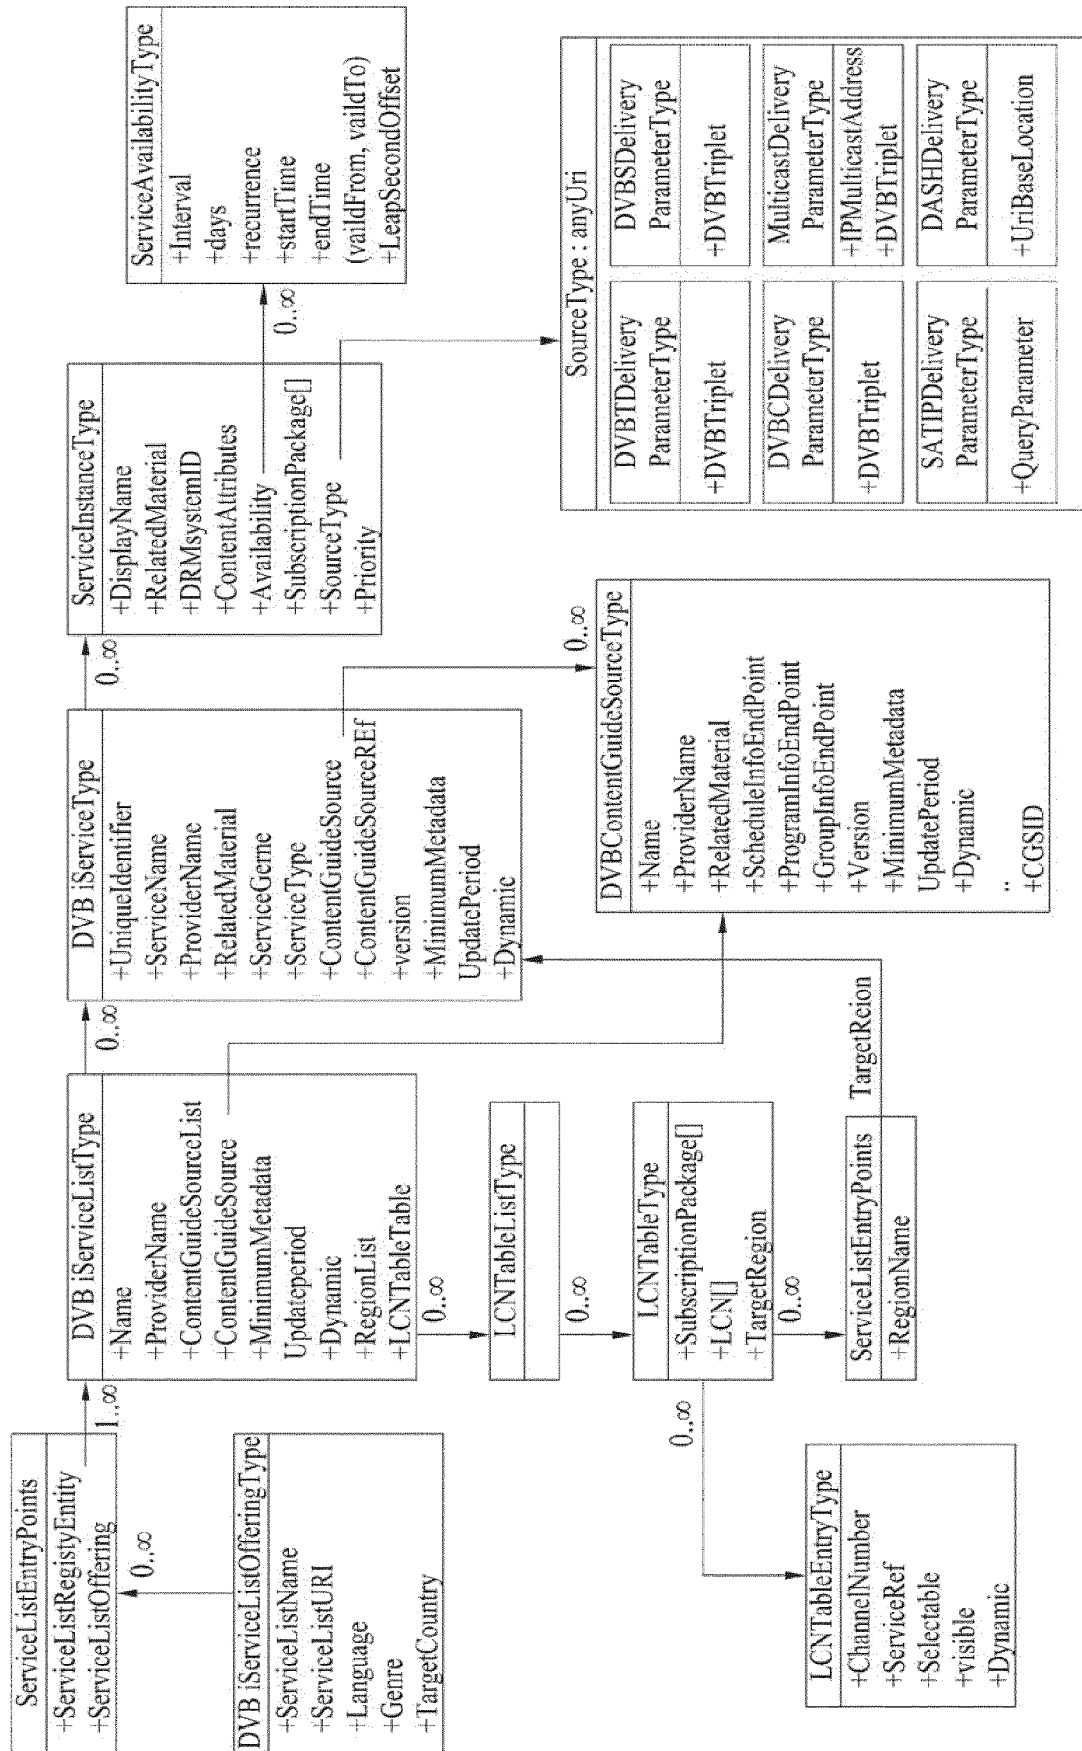 ServiceListEntryPoints
+ServiceListRegistyEntity
+ServiceListOffering
1..∞
0..∞
DVB iServiceListOfferingType
+ServiceListName
+ServiceListURI
+Language
+Genre
+TargetCountry
DVB iServiceListType
+Name
+ProviderName
+ContentGuideSourceList
+ContentGuideSource
+MinimumMetadata
Updateperiod
+Dynamic
+RegionList
+LCNTableTable
0..∞
0..∞
LCNTableListType
0..∞
LCNTableType
+SubscriptionPackage[]
+LCN[]
+TargetRegion
0..∞
0..∞
ServiceListEntryPoints
+RegionName
TargetRcion
LCNTableEntryType
+ChannelNumber
+ServiceRef
+Selectable
+visible
+Dynamic
DVB iServiceType
+UniqueIdentifier
+ServiceName
+ProviderName
+RelatedMaterial
+ServiceGerne
+ServiceType
+ContentGuideSource
+ContentGuideSourceREf
+version
+MinimumMetadata
UpdatePeriod
+Dynamic
0..∞
0..∞
DVBContentGuideSourceType
+Name
+ProviderName
+RelatedMaterial
+ScheduleInfoEndPoint
+ProgramInfoEndPoint
+GroupInfoEndPoint
+Version
+MinimumMetadata
UpdatePeriod
+Dynamic
..
+CGSID
ServiceInstanceType
+DisplayName
+RelatedMaterial
+DRMsystemID
+ContentAttributes
+Availability
+SubscriptionPackage[]
+SourceType
+Priority
0..∞
ServiceAvailabilityType
+Interval
+days
+recurrence
+startTime
+endTime
(vaildFrom, vaildTo)
+LeapSecondOffset
SourceType : anyUri
DVBTDelivery
ParameterType
+DVBTriplet
DVBSDelivery
ParameterType
+DVBTriplet
DVBCDelivery
ParameterType
+DVBTriplet
MulticastDelivery
ParameterType
+IPMulticastAddress
+DVBTriplet
SATIPDelivery
ParameterType
+QueryParameter
DASHDelivery
ParameterType
+UriBaseLocation